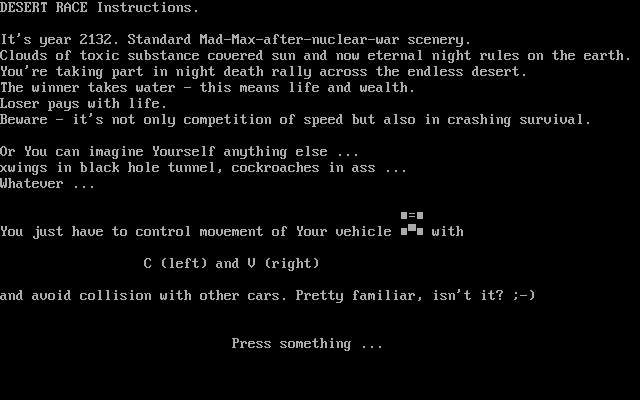 DESERT RACE Instructions.
It's year 2132. Standard Mad-Max-after-nuclear-war scenery.
Clouds of toxic substance covered sun and now eternal night rules on the earth.
You're taking part in night death rally across the endless desert.
The winner takes water - this means life and wealth.
Loser pays with life.
Beware - it's not only competition of speed but also in crashing survival.
Or You can imagine Yourself anything else ...
xwings in black hole tunnel, cockroaches in ass ...
Whatever ...
You just have to control movement of Your vehicle with
C (left) and V (right)
and avoid collision with other cars. Pretty familiar, isn't it? ;-)
Press something ...